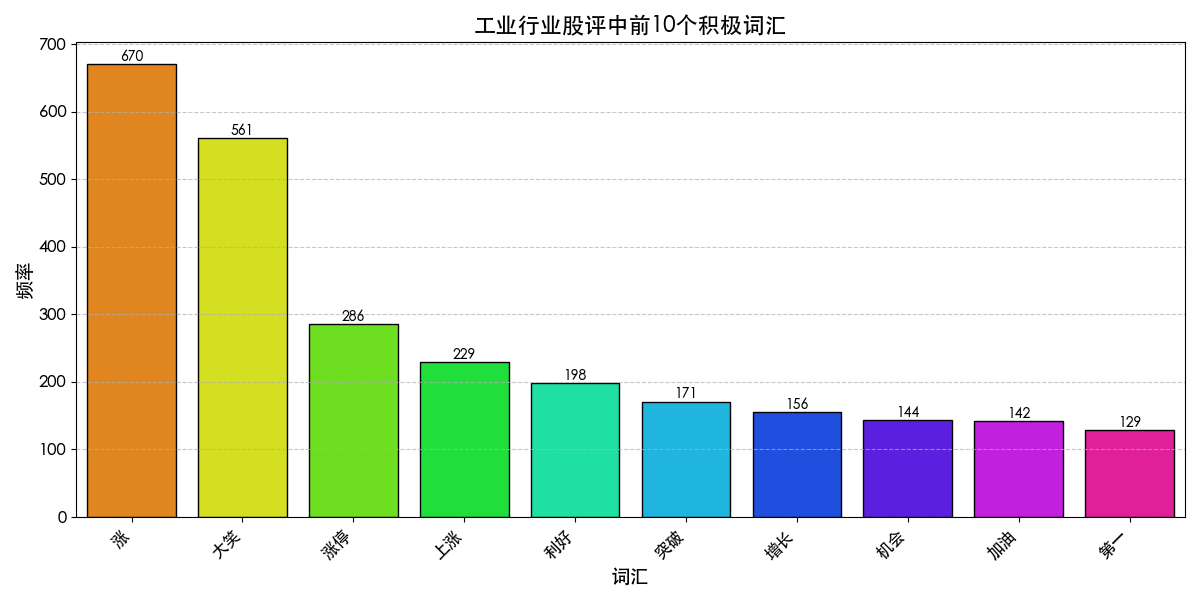 工业行业股评中前10个积极词汇
频率
700
600
500
400
300
200
100
0
670
561
286
229
198
171
156
144
142
129
涨
大笑
涨停
上涨
利好
突破
增长
机会
加油
第一
词汇